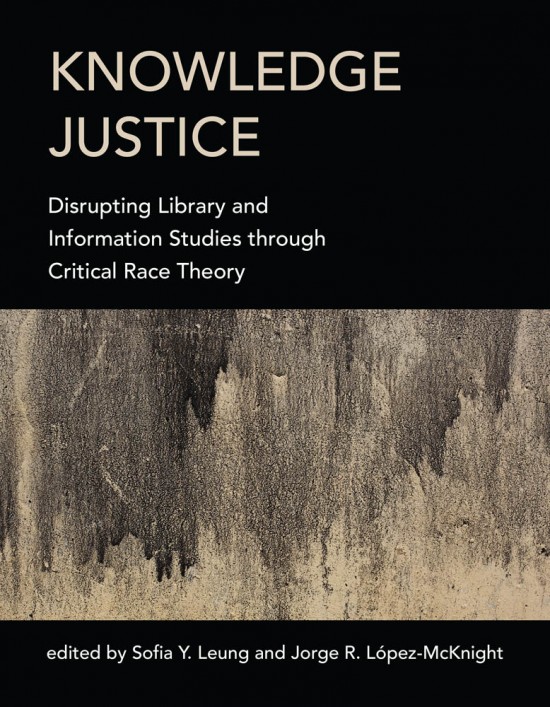 KNOWLEDGE
JUSTICE
Disrupting Library and
Information Studies through
Critical Race Theory
edited by Sofia Y. Leung and Jorge R. López-McKnight